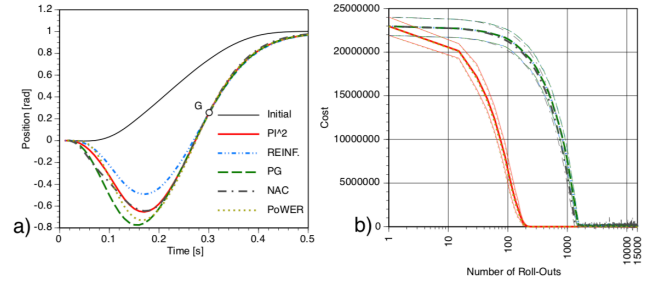 a)
Position [rad]
1.2
1
0.8
0.6
0.4
0.2
0
-0.2
-0.4
-0.6
-0.8
0
0.1
0.2
0.3
0.4
0.5
Time [s]
G
Initial
PI^2
REINF.
PG
NAC
PoWER
b)
Cost
25000000
20000000
15000000
10000000
5000000
0
1
10
100
1000
10000
15000
Number of Roll-Outs